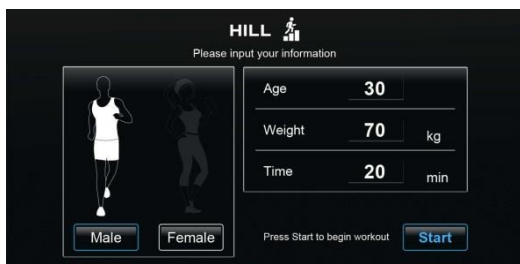 HILL
Please input your information
Age 30
Weight 70 kg
Time 20 min
Male Female
Press Start to begin workout Start